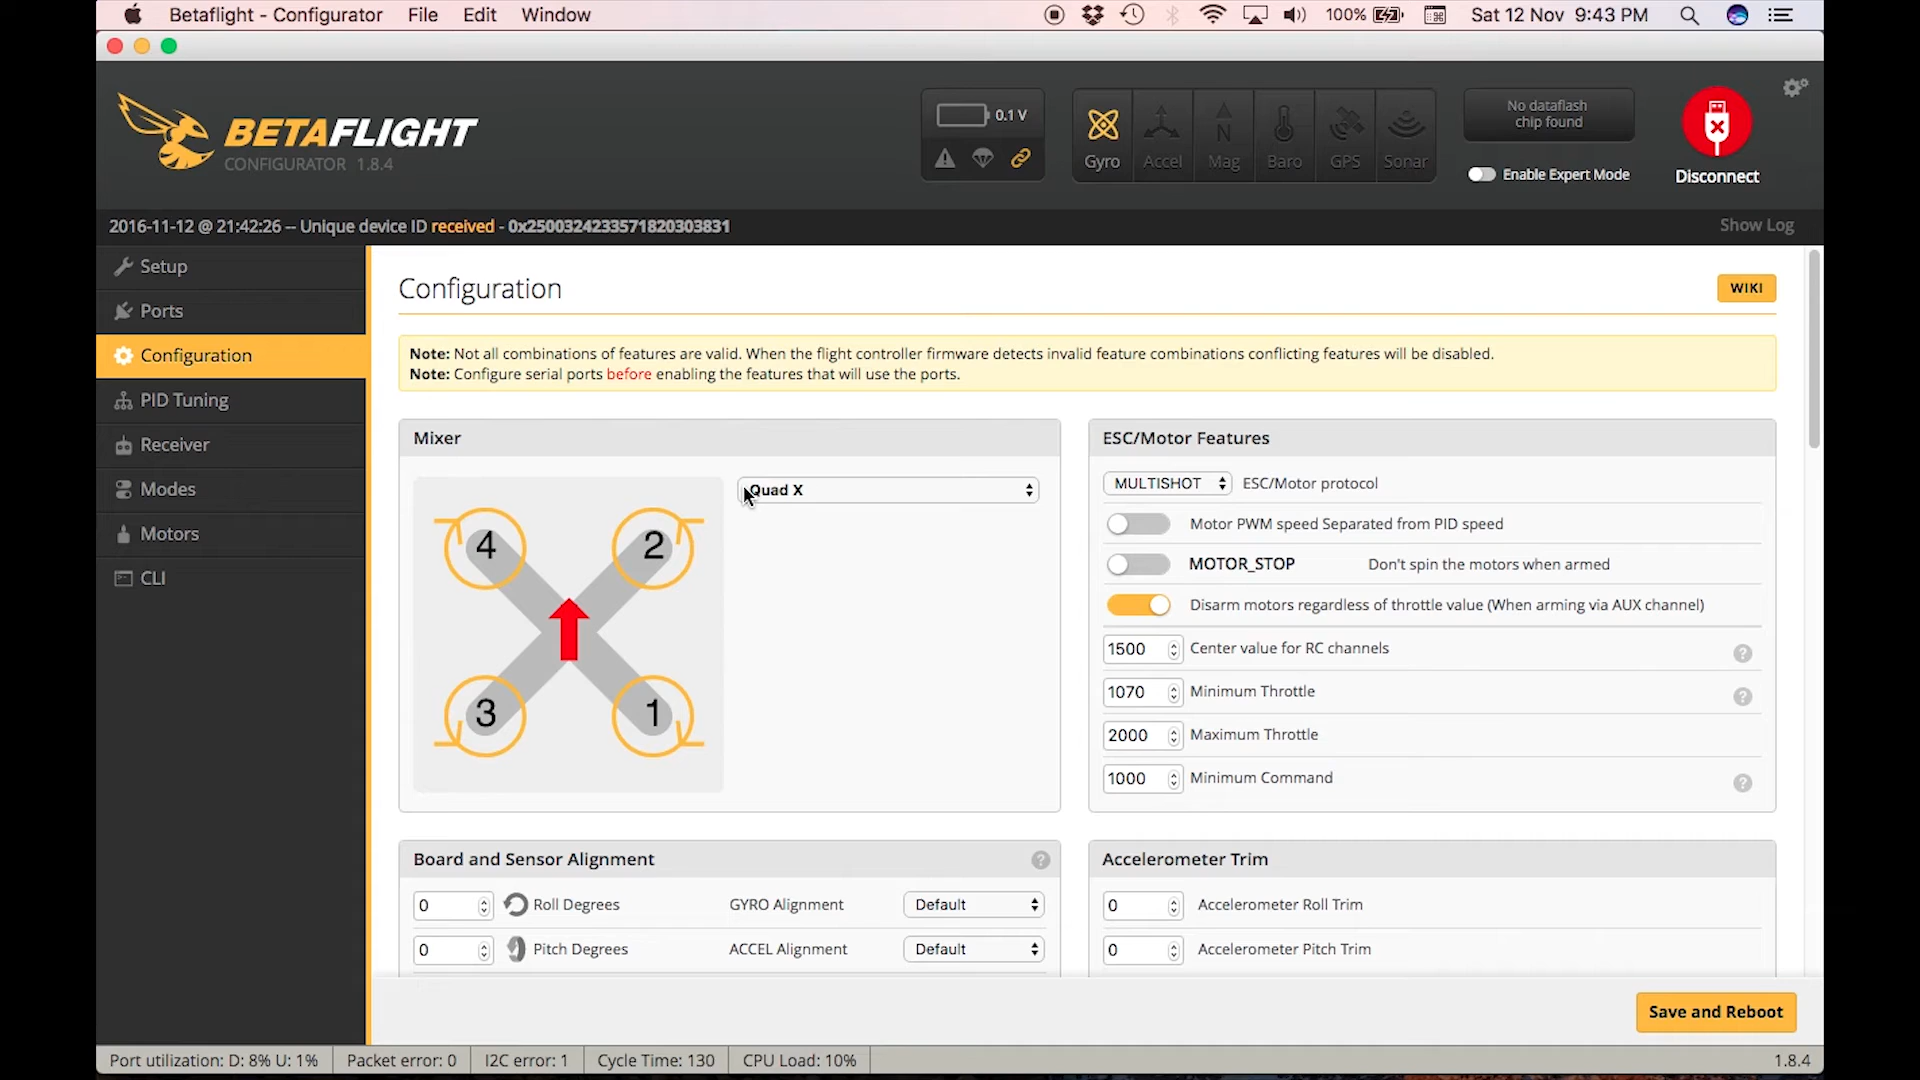 Betaflight - Configurator File Edit Window 100% Sat 12 Nov 9:43 PM
BETAFLIGHT
CONFIGURATOR 1.8.4
0.1 V
Gyro Accel Mag Baro GPS Sonar
No dataflash
chip found
Enable Expert Mode
Disconnect
2016-11-12 @ 21:42:26 -- Unique device ID received - 0x2500324233571820303831
Show Log
Setup
Ports
Configuration
PID Tuning
Receiver
Modes
Motors
CLI
Configuration
WIKI
Note: Not all combinations of features are valid. When the flight controller firmware detects invalid feature combinations conflicting features will be disabled.
Note: Configure serial ports before enabling the features that will use the ports.
Mixer
Quad X
4 2
3 1
ESC/Motor Features
MULTISHOT ESC/Motor protocol
Motor PWM speed Separated from PID speed
MOTOR_STOP Don't spin the motors when armed
Disarm motors regardless of throttle value (When arming via AUX channel)
1500 Center value for RC channels ?
1070 Minimum Throttle ?
2000 Maximum Throttle
1000 Minimum Command ?
Board and Sensor Alignment ?
0 Roll Degrees GYRO Alignment Default
0 Pitch Degrees ACCEL Alignment Default
Accelerometer Trim
0 Accelerometer Roll Trim
0 Accelerometer Pitch Trim
Save and Reboot
Port utilization: D: 8% U: 1% Packet error: 0 I2C error: 1 Cycle Time: 130 CPU Load: 10% 1.8.4